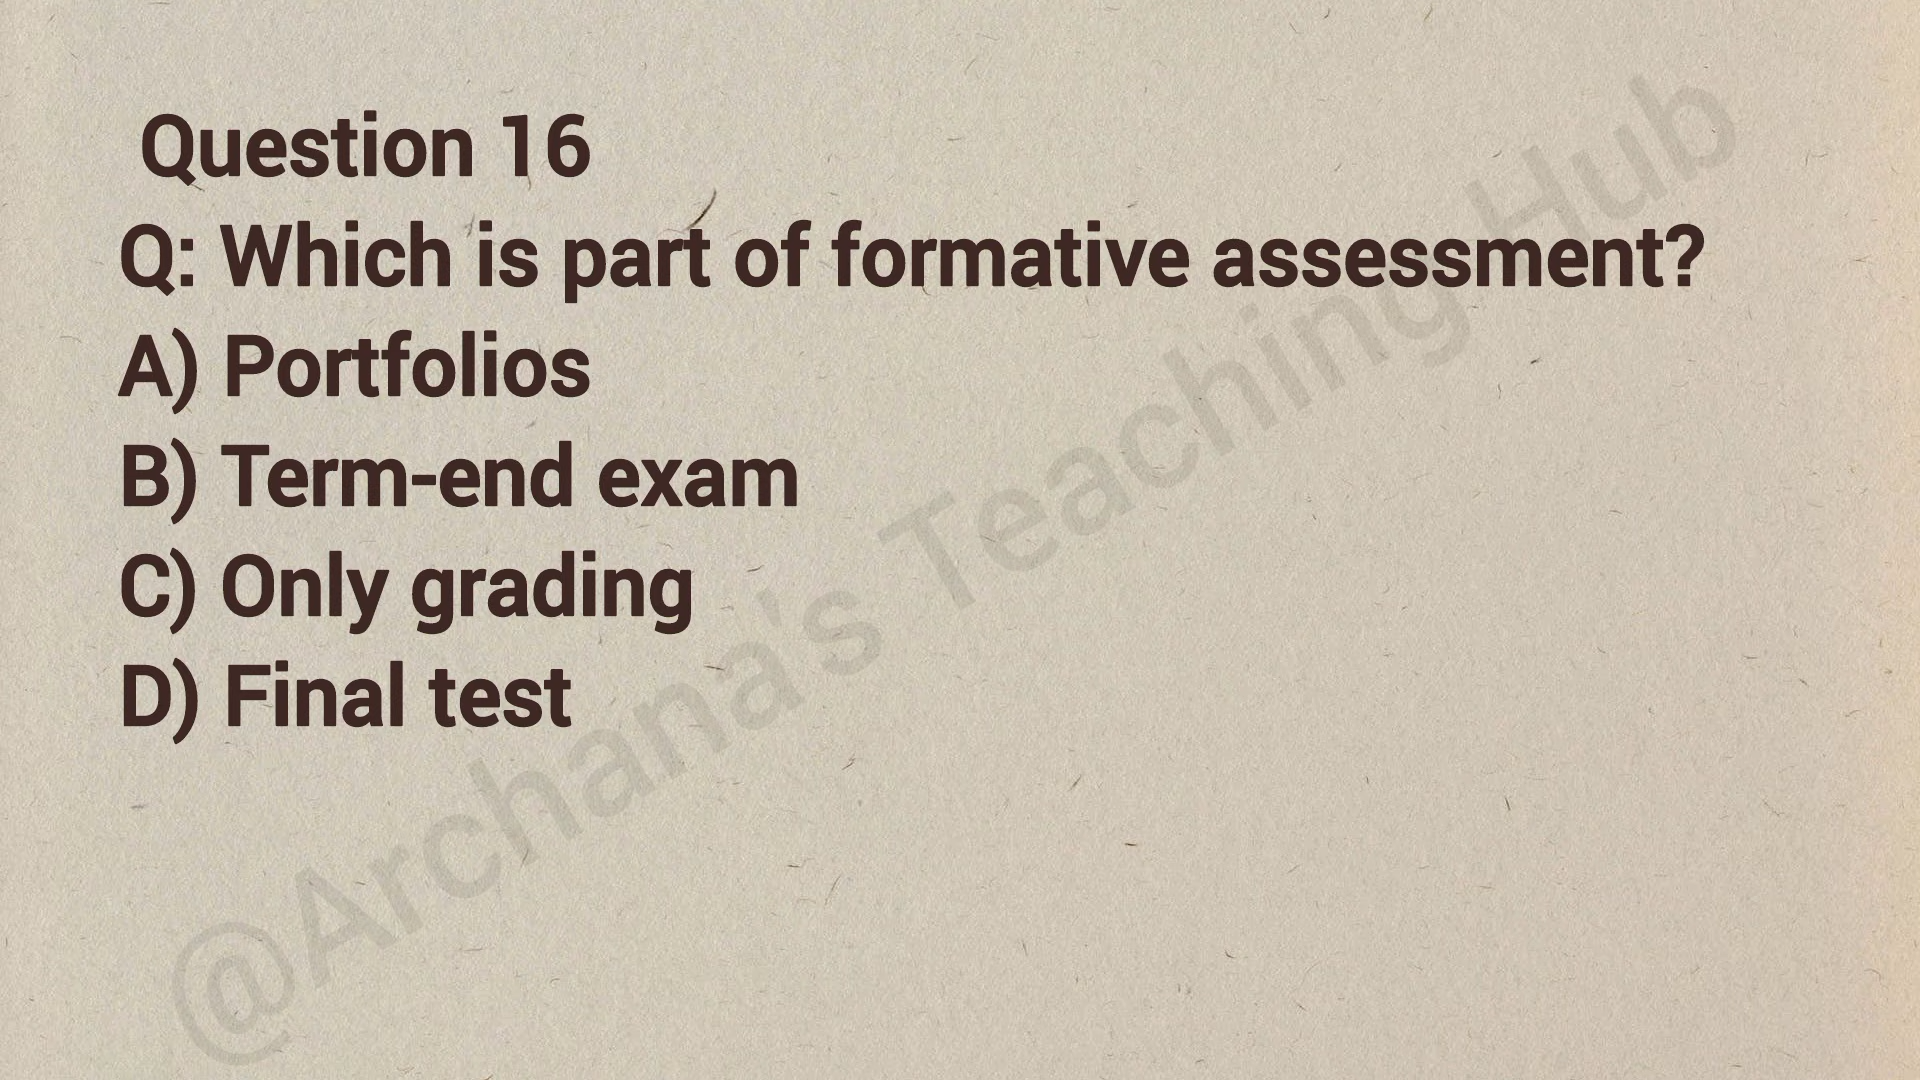 Question 16
Q: Which is part of formative assessment?
A) Portfolios
B) Term-end exam
C) Only grading
D) Final test
@Archana's Teaching Hub